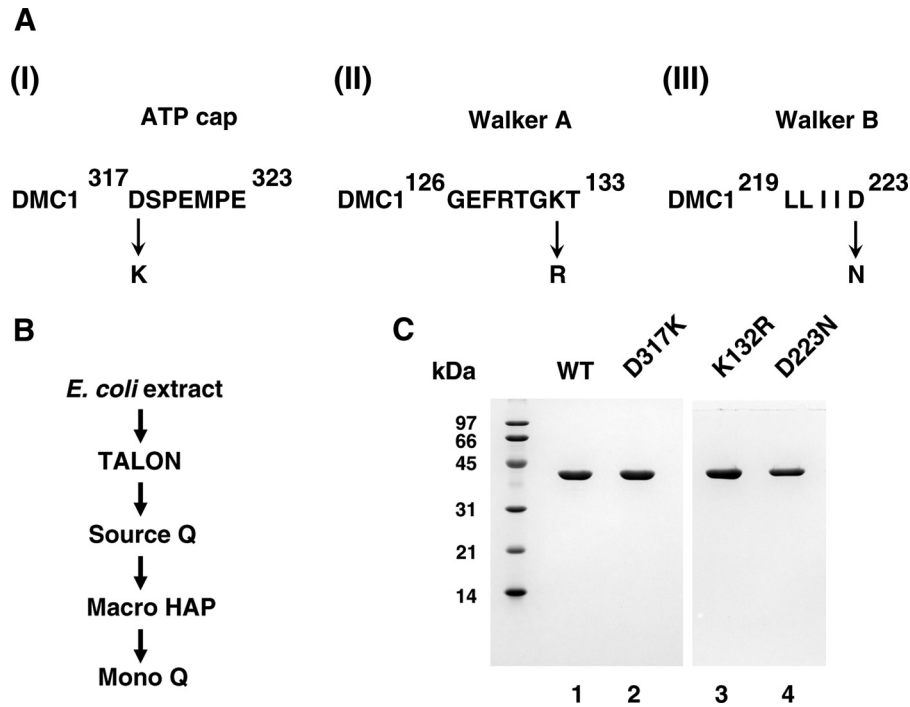 A
(I) (II) (III)
ATP cap Walker A Walker B
DMC1 317 DSPEMPE 323 DMC1 126 GEFRTGKT 133 DMC1 219 LLIID 223
K R N
B
E. coli extract
TALON
Source Q
Macro HAP
Mono Q
C
kDa WT D317K K132R D223N
97
66
45
31
21
14
1 2 3 4